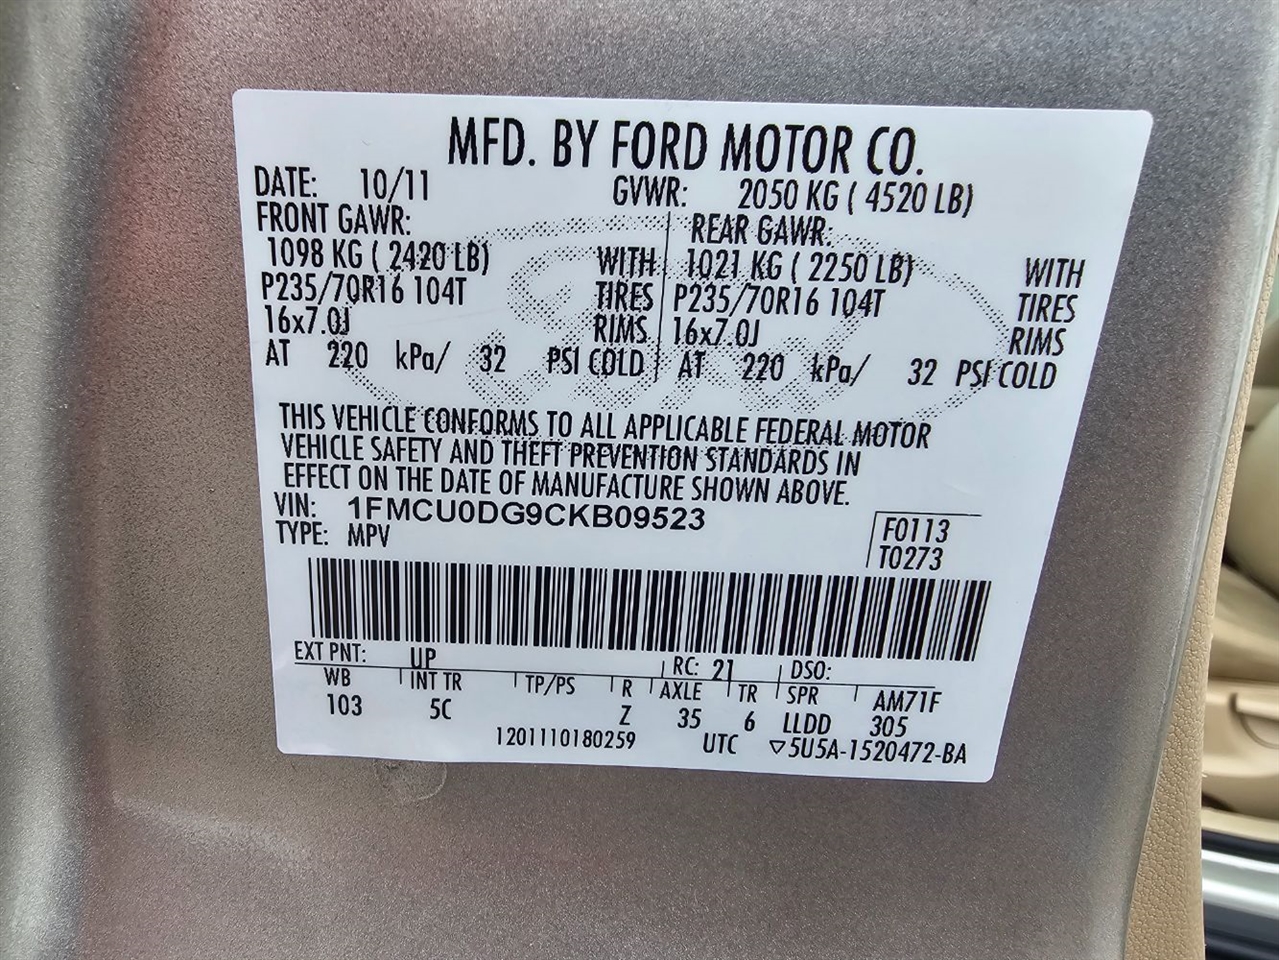 MFD. BY FORD MOTOR CO.
DATE: 10/11 GVWR: 2050 KG ( 4520 LB)
FRONT GAWR: REAR GAWR:
1098 KG ( 2420 LB) WITH 1021 KG ( 2250 LB) WITH
P235/70R16 104T TIRES P235/70R16 104T TIRES
16x7.0J RIMS 16x7.0J RIMS
AT 220 kPa/ 32 PSI COLD AT 220 kPa/ 32 PSI COLD
THIS VEHICLE CONFORMS TO ALL APPLICABLE FEDERAL MOTOR
VEHICLE SAFETY AND THEFT PREVENTION STANDARDS IN
EFFECT ON THE DATE OF MANUFACTURE SHOWN ABOVE.
VIN: 1FMCU0DG9CKB09523
TYPE: MPV
F0113
T0273
EXT PNT: UP RC: 21 DSO:
WB INT TR TP/PS R AXLE TR SPR AM71F
103 5C Z 35 6 LLDD 305
1201110180259 UTC ▽5U5A-1520472-BA